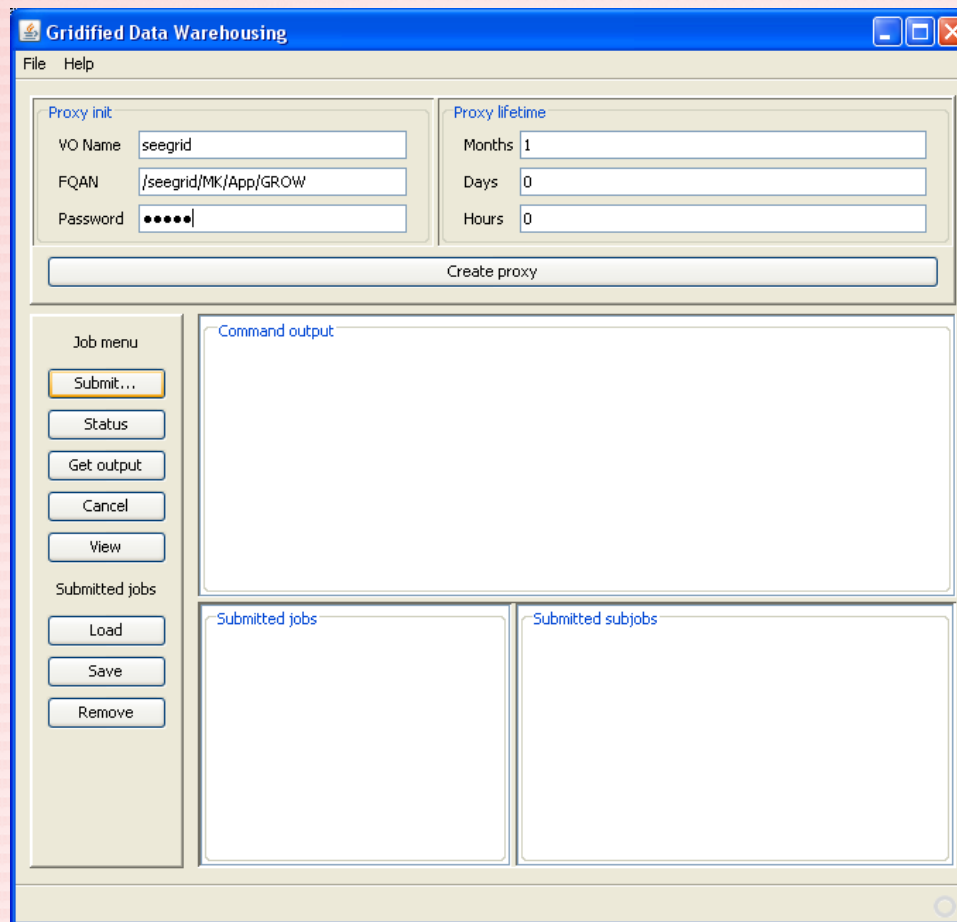 Gridified Data Warehousing
File Help
Proxy init
VO Name seegrid
FQAN /seegrid/MK/App/GROW
Password •••••
Proxy lifetime
Months 1
Days 0
Hours 0
Create proxy
Job menu
Submit...
Status
Get output
Cancel
View
Submitted jobs
Load
Save
Remove
Command output
Submitted jobs
Submitted subjobs